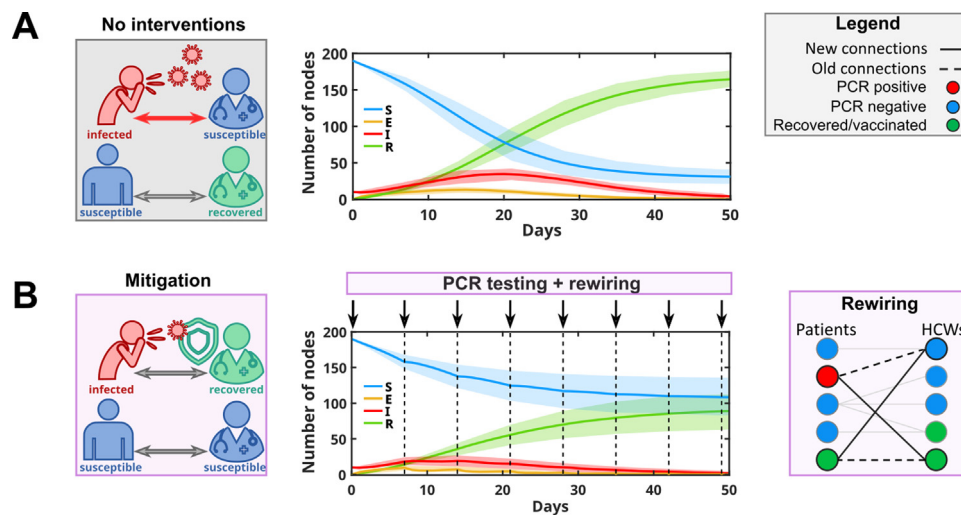 A
No interventions
infected
susceptible
susceptible
recovered
Number of nodes
200
150
100
50
0
S
E
I
R
0
10
20
30
40
50
Days
Legend
New connections
Old connections
PCR positive
PCR negative
Recovered/vaccinated
B
Mitigation
infected
recovered
susceptible
susceptible
PCR testing + rewiring
Number of nodes
200
150
100
50
0
S
E
I
R
0
10
20
30
40
50
Days
Rewiring
Patients
HCWs